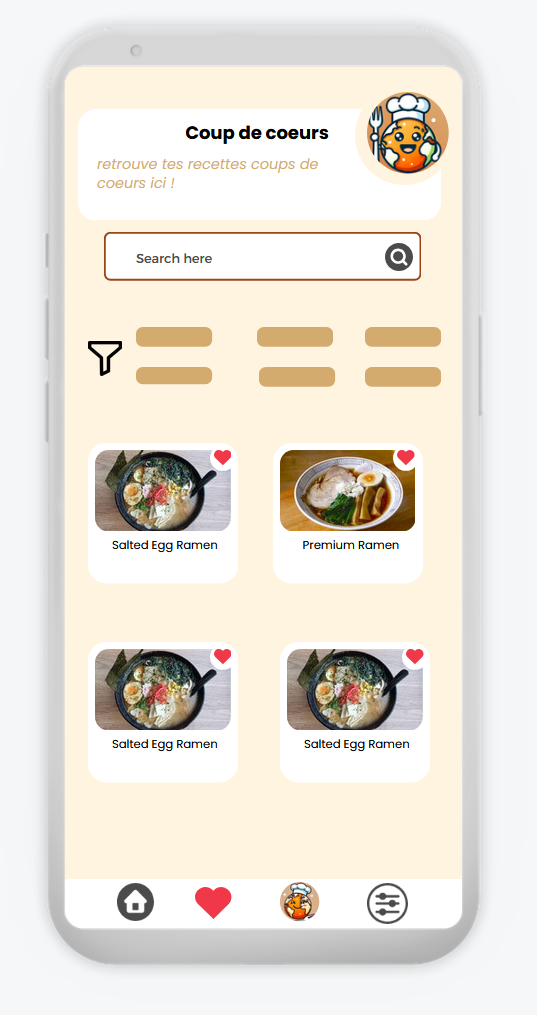 Coup de coeurs
retrouve tes recettes coups de
coeurs ici !
Search here
Salted Egg Ramen
Premium Ramen
Salted Egg Ramen
Salted Egg Ramen